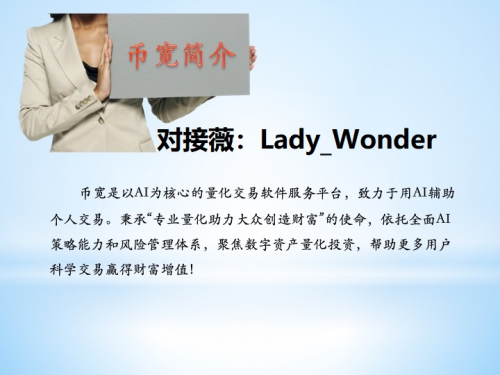 币宽简介
对接薇：Lady_Wonder
币宽是以AI为核心的量化交易软件服务平台，致力于用AI辅助
个人交易。秉承“专业量化助力大众创造财富”的使命，依托全面AI
策略能力和风险管理体系，聚焦数字资产量化投资，帮助更多用户
科学交易赢得财富增值!